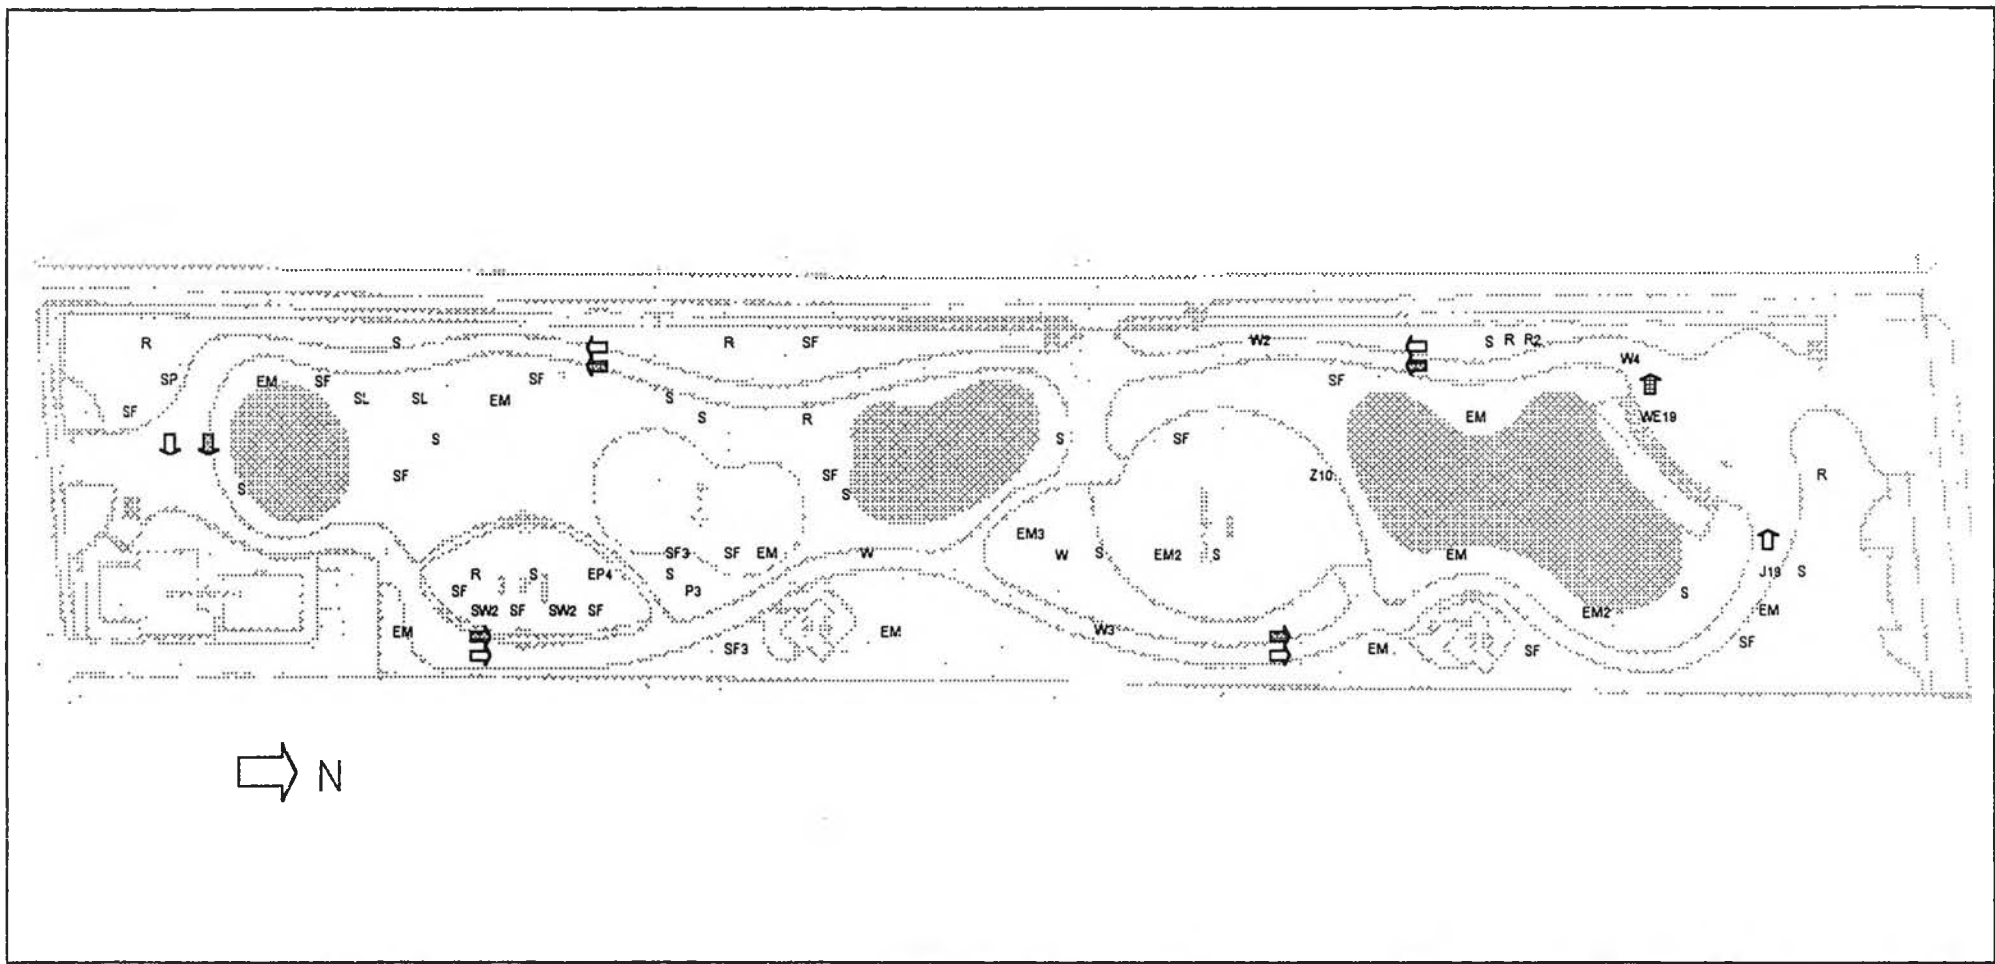 R S R SF W2 S R R2
W4
SP EM SF SF SF
SL SL EM EM
SF S S R WE19
S S SF
SF SF Z10 R
S S
EM3
SF3 SF EM W W S EM2 S EM
R S EP4 S J19 S
SF P3 S
SW2 SF SW2 SF EM2 EM
EM EM W3
SF3 EM SF SF
N